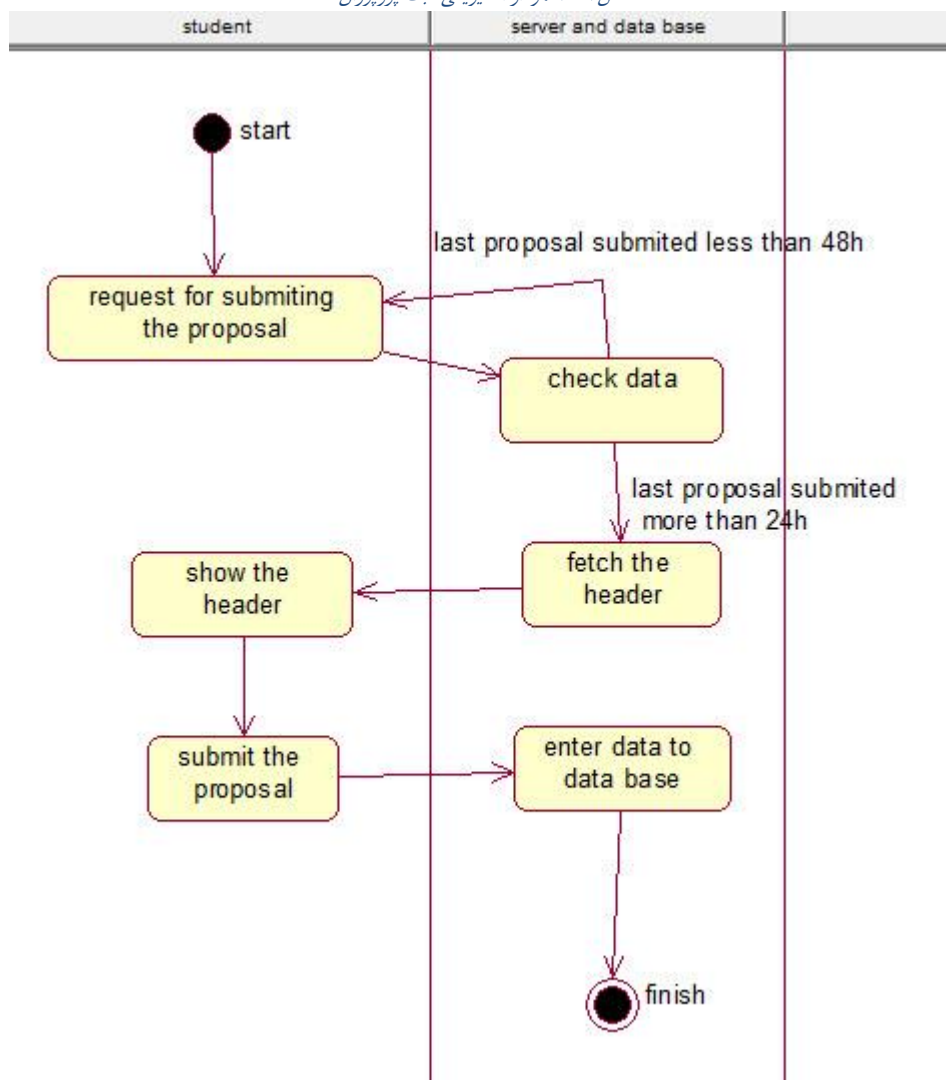 student
server and data base
start
last proposal submited less than 48h
request for submiting
the proposal
check data
last proposal submited
more than 24h
fetch the
header
show the
header
submit the
proposal
enter data to
data base
finish